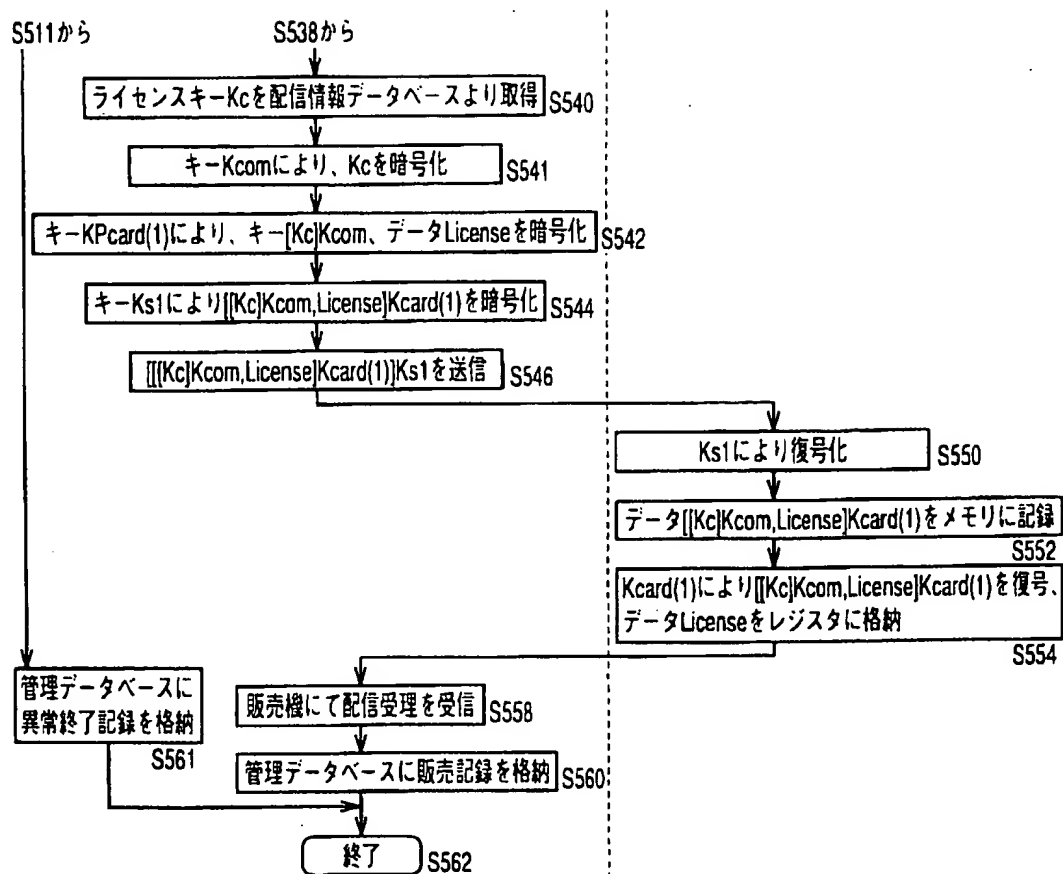 S511から
S538から
ライセンスキーKcを配信情報データベースより取得
S540
キーKcomにより、Kcを暗号化
S541
キーKPcard(1)により、キー[Kc]Kcom、データLicenseを暗号化
S542
キーKs1により[[Kc]Kcom,License]Kcard(1)を暗号化
S544
[[[Kc]Kcom,License]Kcard(1)]Ks1を送信
S546
Ks1により復号化
S550
データ[[Kc]Kcom,License]Kcard(1)をメモリに記録
S552
Kcard(1)により[[Kc]Kcom,License]Kcard(1)を復号、
データLicenseをレジスタに格納
S554
管理データベースに
異常終了記録を格納
S561
販売機にて配信受理を受信
S558
管理データベースに販売記録を格納
S560
終了
S562